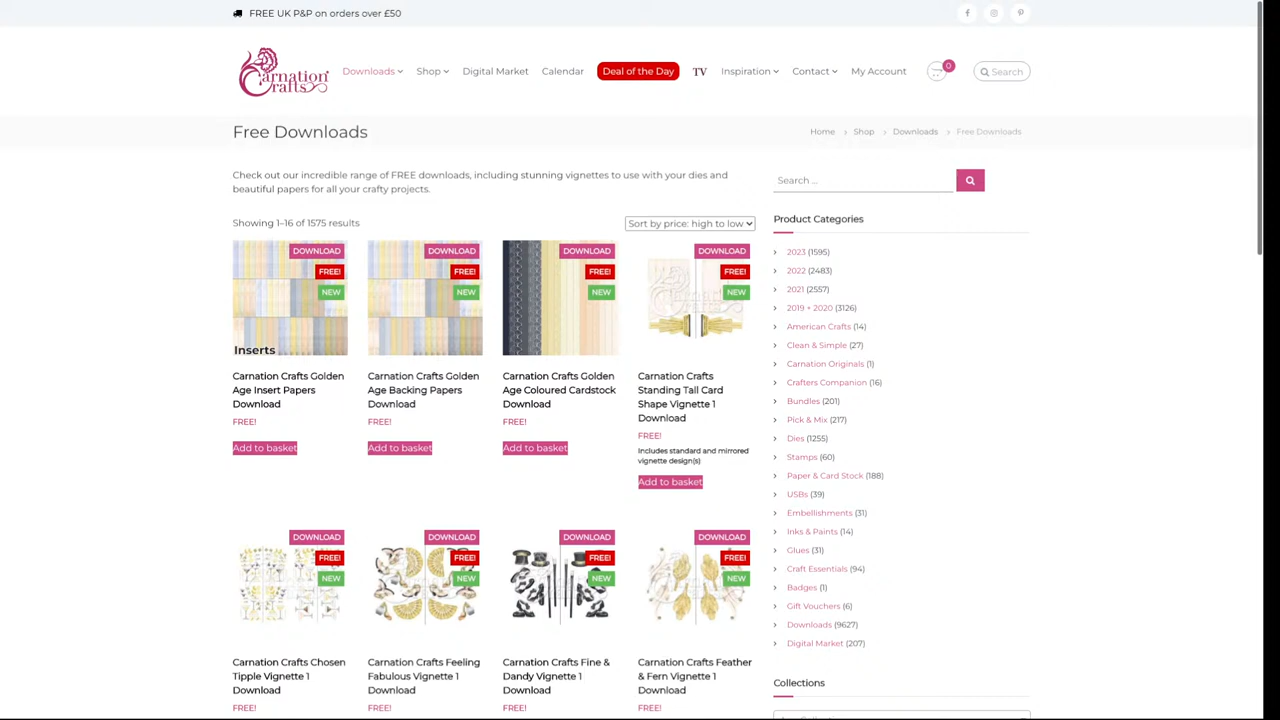 FREE UK P&P on orders over £50
Carnation Crafts
Downloads Shop Digital Market Calendar Deal of the Day TV Inspiration Contact My Account 0 Search
Free Downloads
Home > Shop > Downloads > Free Downloads
Check out our incredible range of FREE downloads, including stunning vignettes to use with your dies and
beautiful papers for all your crafty projects.
Showing 1–16 of 1575 results
Sort by price: high to low
DOWNLOAD
FREE!
NEW
Inserts
Carnation Crafts Golden
Age Insert Papers
Download
FREE!
Add to basket
DOWNLOAD
FREE!
NEW
Carnation Crafts Golden
Age Backing Papers
Download
FREE!
Add to basket
DOWNLOAD
FREE!
NEW
Carnation Crafts Golden
Age Coloured Cardstock
Download
FREE!
Add to basket
DOWNLOAD
FREE!
NEW
Carnation Crafts
Standing Tall Card
Shape Vignette 1
Download
FREE!
Includes standard and mirrored
vignette design(s)
Add to basket
DOWNLOAD
FREE!
NEW
Carnation Crafts Chosen
Tipple Vignette 1
Download
FREE!
DOWNLOAD
FREE!
NEW
Carnation Crafts Feeling
Fabulous Vignette 1
Download
FREE!
DOWNLOAD
FREE!
NEW
Carnation Crafts Fine &
Dandy Vignette 1
Download
FREE!
DOWNLOAD
FREE!
NEW
Carnation Crafts Feather
& Fern Vignette 1
Download
FREE!
Search ...
Product Categories
2023 (1595)
2022 (2483)
2021 (2557)
2019 + 2020 (3126)
American Crafts (14)
Clean & Simple (27)
Carnation Originals (1)
Crafters Companion (16)
Bundles (201)
Pick & Mix (217)
Dies (1255)
Stamps (60)
Paper & Card Stock (188)
USBs (39)
Embellishments (31)
Inks & Paints (14)
Glues (31)
Craft Essentials (94)
Badges (1)
Gift Vouchers (6)
Downloads (9627)
Digital Market (207)
Collections